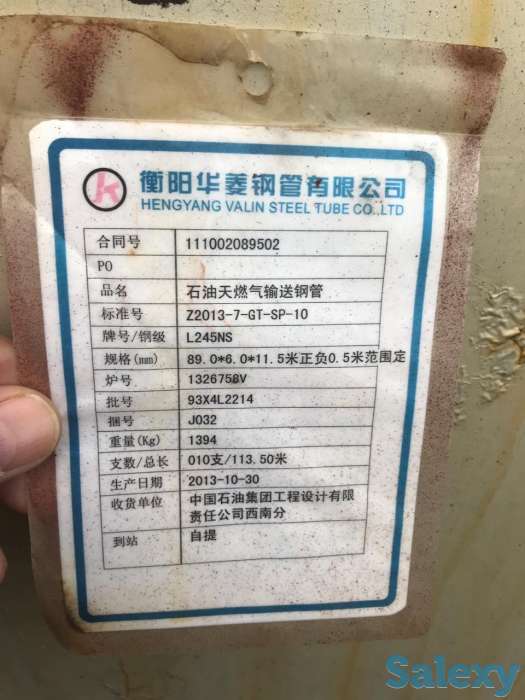 衡阳华菱钢管有限公司
HENGYANG VALIN STEEL TUBE CO.,LTD
合同号 111002089502
PO
品名 石油天燃气输送钢管
标准号 Z2013-7-GT-SP-10
牌号/钢级 L245NS
规格(mm) 89.0*6.0*11.5米正负0.5米范围定
炉号 1326758V
批号 93X4L2214
捆号 J032
重量(Kg) 1394
支数/总长 010支/113.50米
生产日期 2013-10-30
收货单位 中国石油集团工程设计有限
责任公司西南分
到站 自提
Salexy